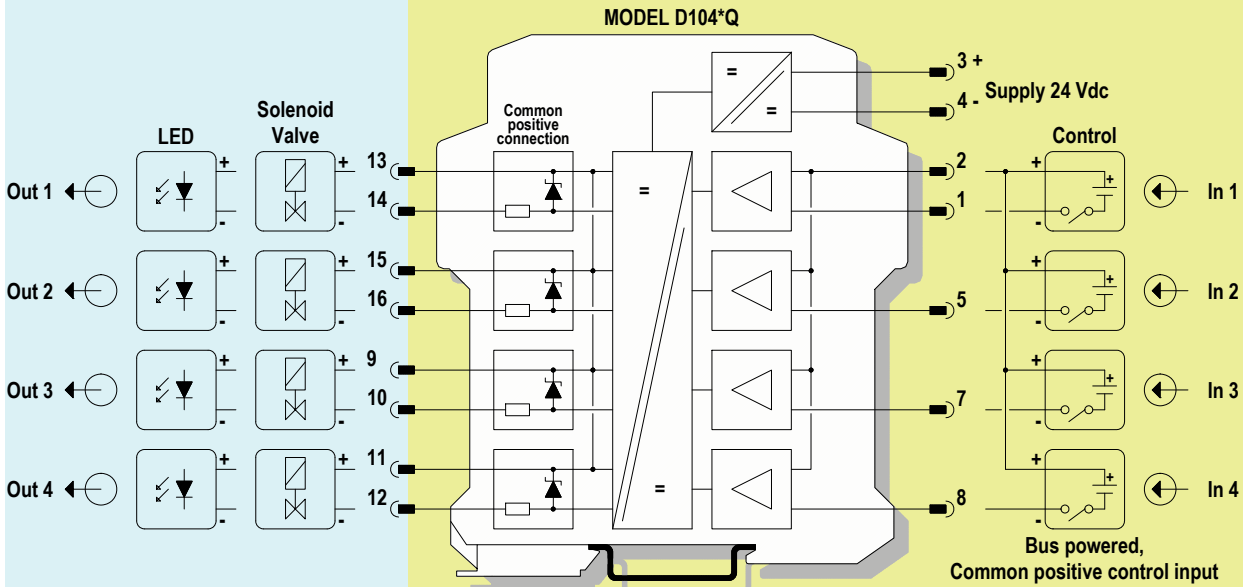 MODEL D104*Q
3 +
Supply 24 Vdc
4 -
=
=
Solenoid
Valve
LED
Common
positive
connection
Control
Out 1
+
-
+
-
13
14
=
2
1
+
-
+
In 1
Out 2
+
-
+
-
15
16
5
+
-
+
In 2
Out 3
+
-
+
-
9
10
7
+
-
+
In 3
Out 4
+
-
+
-
11
12
=
8
+
-
+
In 4
Bus powered,
Common positive control input